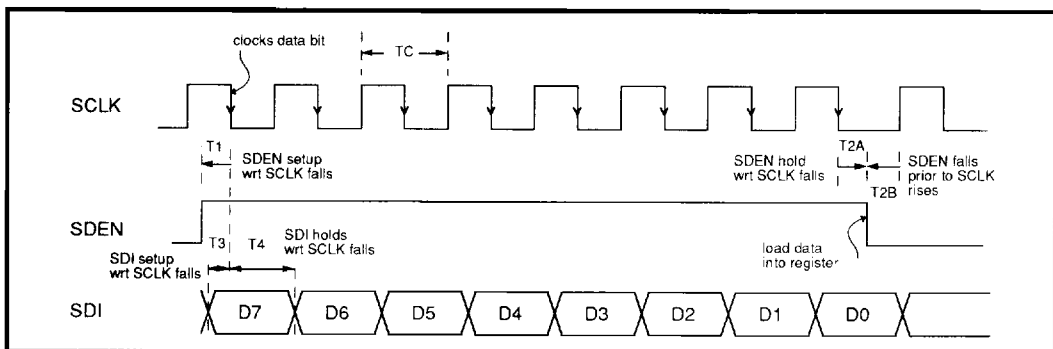 clocks data bit
TC
SCLK
T1
SDEN setup
wrt SCLK falls
SDEN hold
wrt SCLK falls
T2A
SDEN falls
prior to SCLK
rises
T2B
SDEN
T3
T4
SDI holds
wrt SCLK falls
SDI setup
wrt SCLK falls
load data
into register
SDI
D7
D6
D5
D4
D3
D2
D1
D0